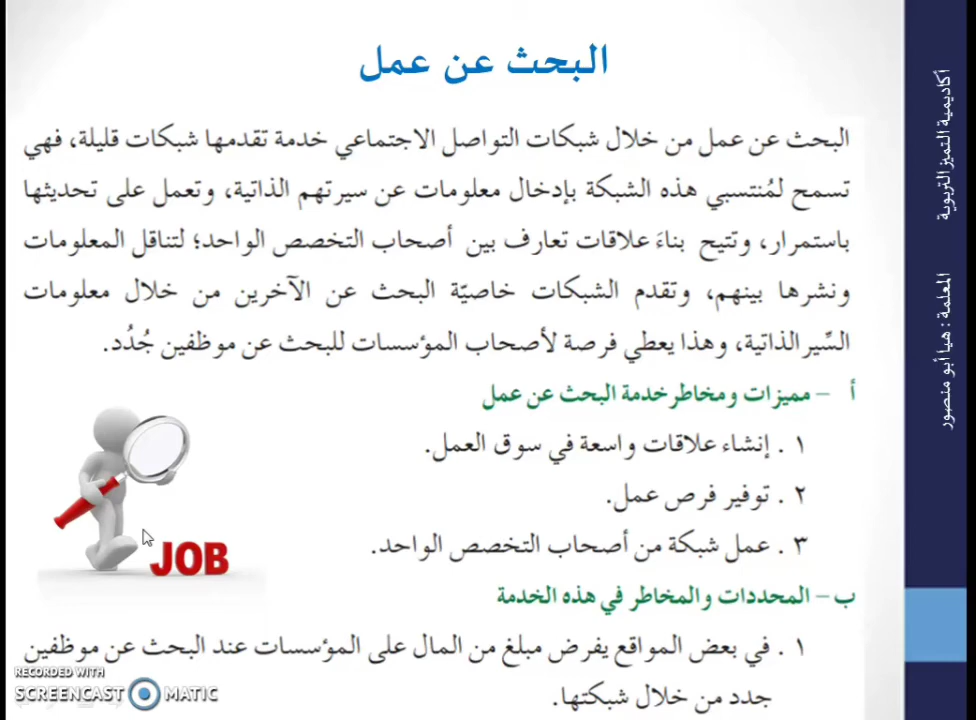 البحث عن عمل
البحث عن عمل من خلال شبكات التواصل الاجتماعي خدمة تقدمها شبكات قليلة، فهي
تسمح لمُنتسبي هذه الشبكة بإدخال معلومات عن سيرتهم الذاتية، وتعمل على تحديثها
باستمرار، وتتيح بناءَ علاقات تعارف بين أصحاب التخصص الواحد؛ لتناقل المعلومات
ونشرها بينهم، وتقدم الشبكات خاصيّة البحث عن الآخرين من خلال معلومات
السِّير الذاتية، وهذا يعطي فرصة لأصحاب المؤسسات للبحث عن موظفين جُدُد.
أ – مميزات ومخاطر خدمة البحث عن عمل
١ . إنشاء علاقات واسعة في سوق العمل.
٢ . توفير فرص عمل.
٣ . عمل شبكة من أصحاب التخصص الواحد.
ب – المحددات والمخاطر في هذه الخدمة
١ . في بعض المواقع يفرض مبلغ من المال على المؤسسات عند البحث عن موظفين
جدد من خلال شبكتها.
JOB
أكاديمية التميز التربوية
المعلمة : هيا أبو منصور
RECORDED WITH
SCREENCAST MATIC